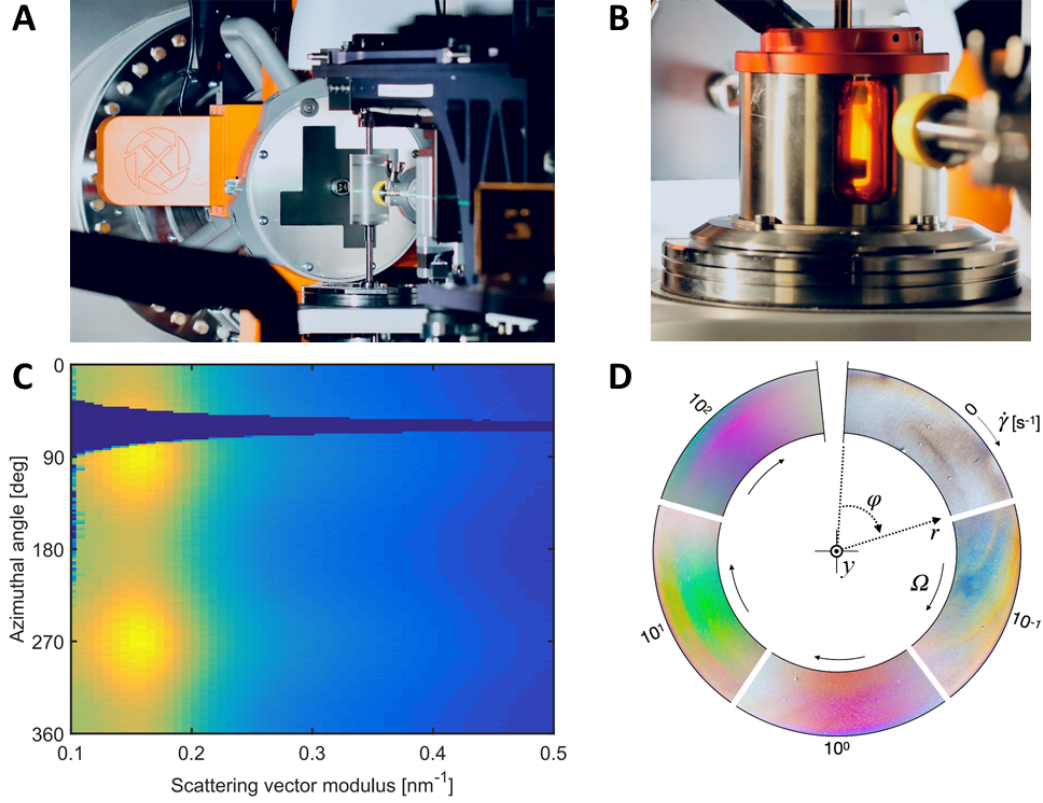 A
B
C
0
90
180
270
360
Azimuthal angle [deg]
0.1 0.2 0.3 0.4 0.5
Scattering vector modulus [nm⁻¹]
D
10²
0
γ̇ [s⁻¹]
φ
r
y
Ω
10¹
10⁻¹
10⁰